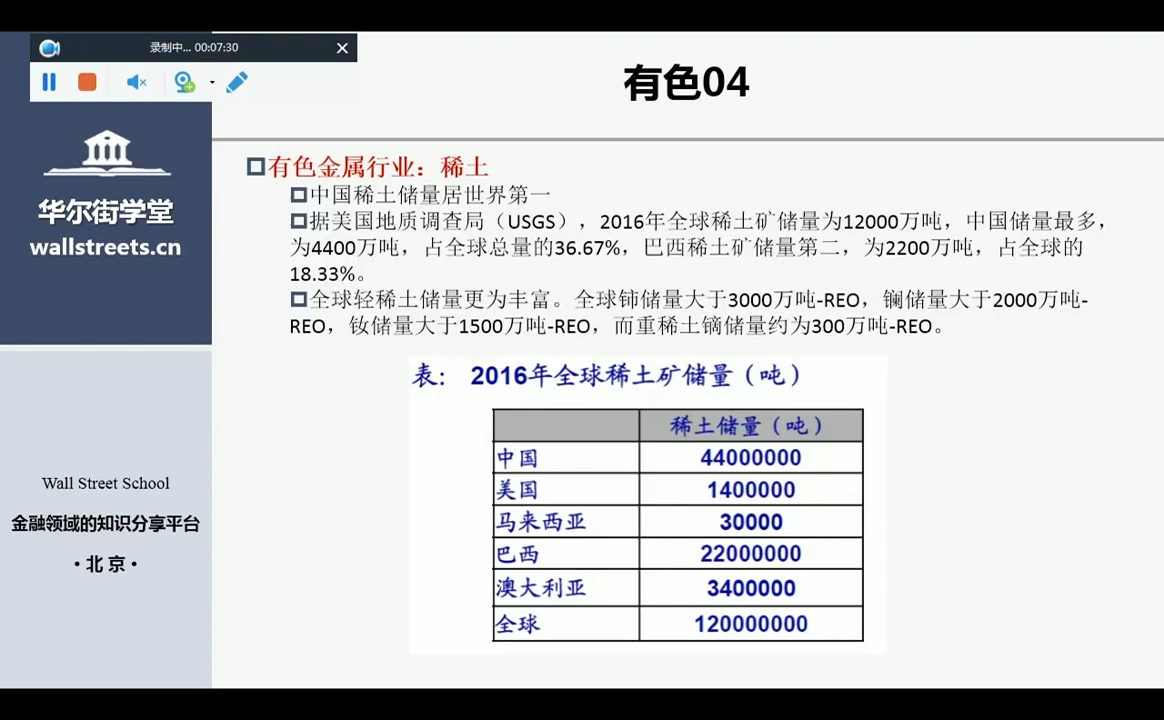 录制中... 00:07:30
有色04
华尔街学堂
wallstreets.cn
有色金属行业：稀土
中国稀土储量居世界第一
据美国地质调查局（USGS），2016年全球稀土矿储量为12000万吨，中国储量最多，
为4400万吨，占全球总量的36.67%，巴西稀土矿储量第二，为2200万吨，占全球的
18.33%。
全球轻稀土储量更为丰富。全球铈储量大于3000万吨-REO，镧储量大于2000万吨-
REO，钕储量大于1500万吨-REO，而重稀土镝储量约为300万吨-REO。
表： 2016年全球稀土矿储量（吨）
稀土储量（吨）
中国 44000000
美国 1400000
马来西亚 30000
巴西 22000000
澳大利亚 3400000
全球 120000000
Wall Street School
金融领域的知识分享平台
·北京·